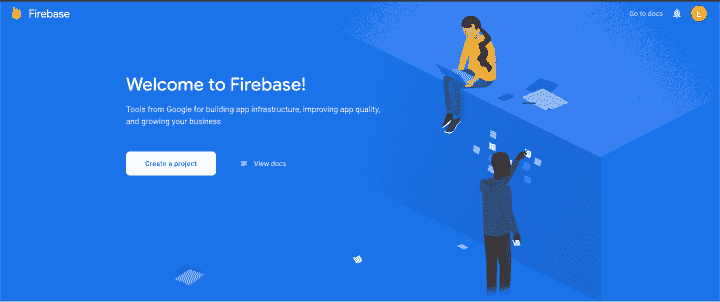 Firebase
Go to docs
E
Welcome to Firebase!
Tools from Google for building app infrastructure, improving app quality,
and growing your business
Create a project
View docs